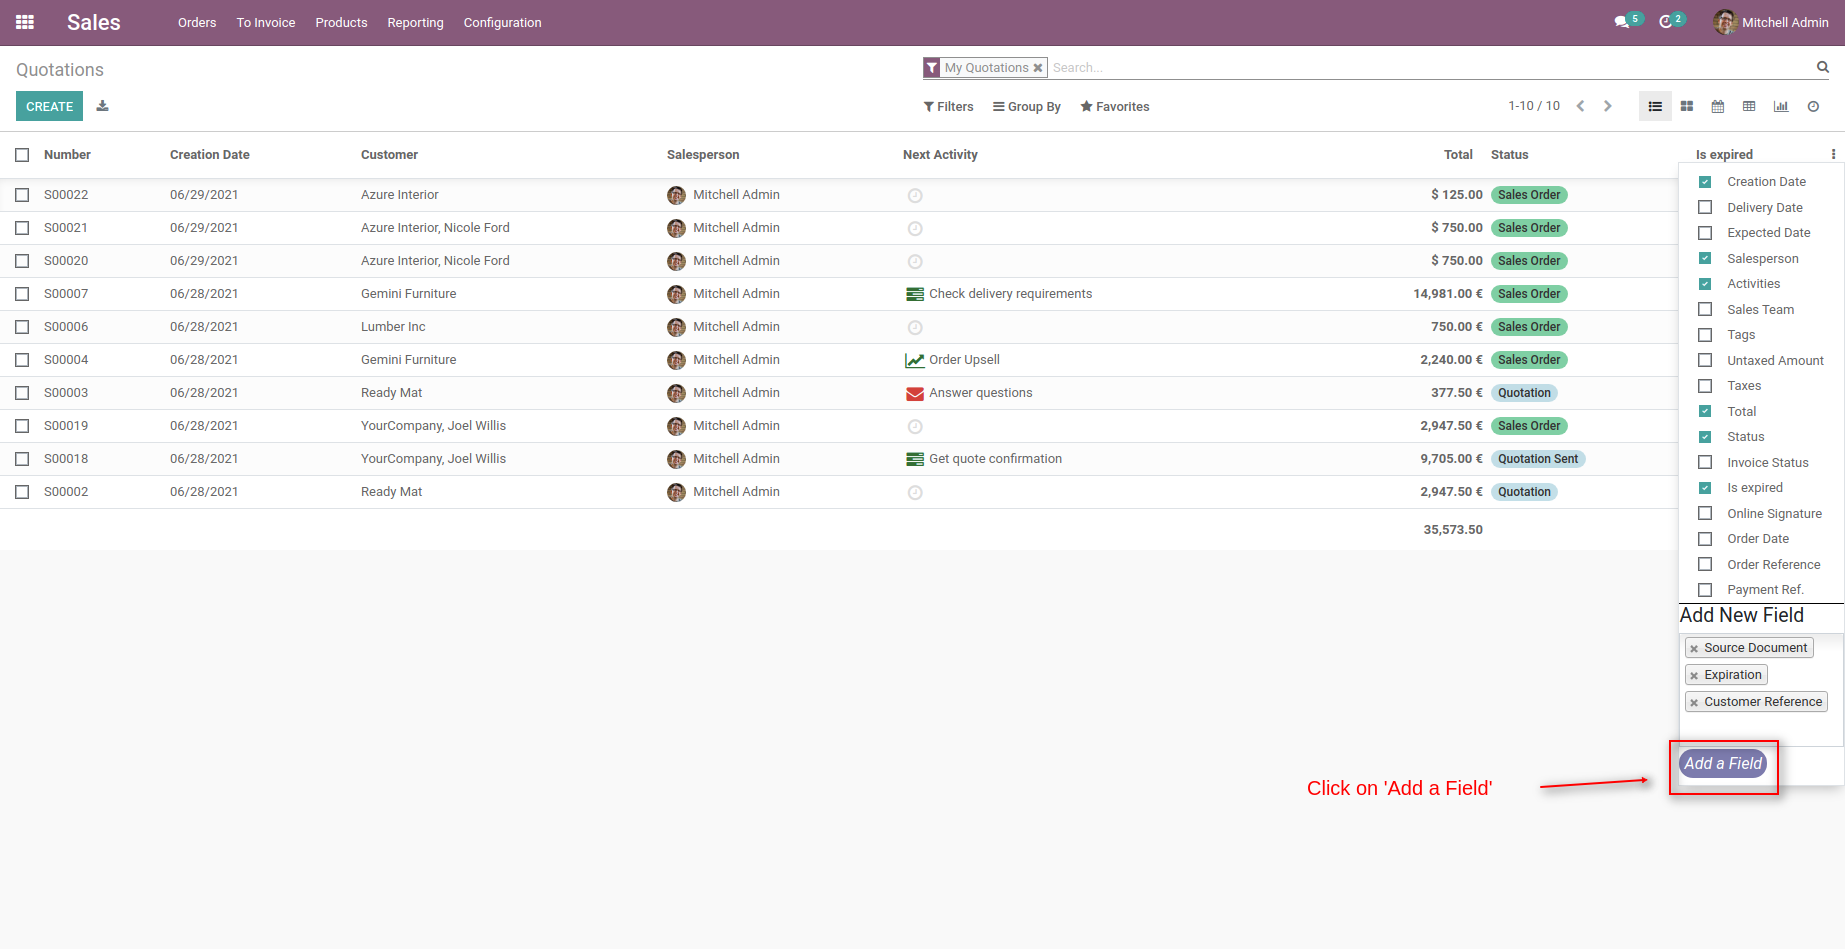 Sales Orders To Invoice Products Reporting Configuration 5 2 Mitchell Admin
Quotations
My Quotations Search...
CREATE Filters Group By Favorites 1-10 / 10
Number Creation Date Customer Salesperson Next Activity Total Status Is expired
S00022 06/29/2021 Azure Interior Mitchell Admin $ 125.00 Sales Order
S00021 06/29/2021 Azure Interior, Nicole Ford Mitchell Admin $ 750.00 Sales Order
S00020 06/29/2021 Azure Interior, Nicole Ford Mitchell Admin $ 750.00 Sales Order
S00007 06/28/2021 Gemini Furniture Mitchell Admin Check delivery requirements 14,981.00 € Sales Order
S00006 06/28/2021 Lumber Inc Mitchell Admin 750.00 € Sales Order
S00004 06/28/2021 Gemini Furniture Mitchell Admin Order Upsell 2,240.00 € Sales Order
S00003 06/28/2021 Ready Mat Mitchell Admin Answer questions 377.50 € Quotation
S00019 06/28/2021 YourCompany, Joel Willis Mitchell Admin 2,947.50 € Sales Order
S00018 06/28/2021 YourCompany, Joel Willis Mitchell Admin Get quote confirmation 9,705.00 € Quotation Sent
S00002 06/28/2021 Ready Mat Mitchell Admin 2,947.50 € Quotation
35,573.50
Creation Date
Delivery Date
Expected Date
Salesperson
Activities
Sales Team
Tags
Untaxed Amount
Taxes
Total
Status
Invoice Status
Is expired
Online Signature
Order Date
Order Reference
Payment Ref.
Add New Field
Source Document
Expiration
Customer Reference
Add a Field
Click on 'Add a Field'